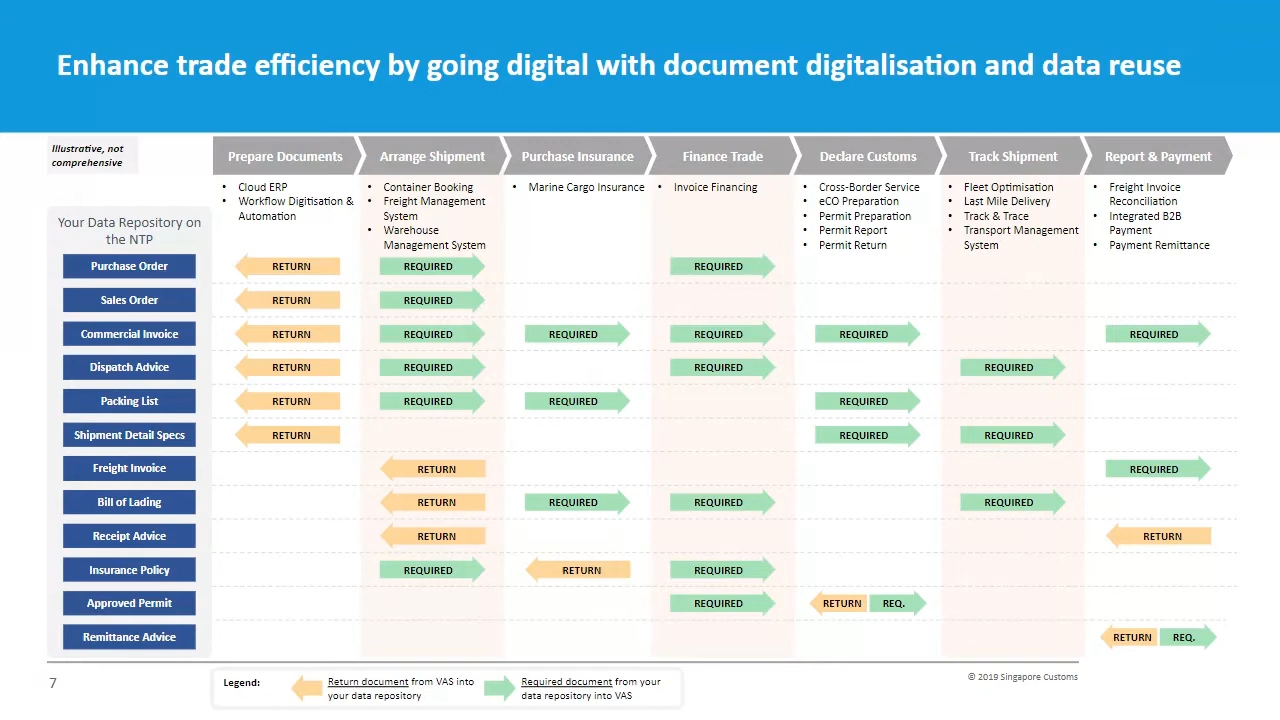 Enhance trade efficiency by going digital with document digitalisation and data reuse
Illustrative, not
comprehensive
Prepare Documents
Arrange Shipment
Purchase Insurance
Finance Trade
Declare Customs
Track Shipment
Report & Payment
• Cloud ERP
• Workflow Digitisation &
Automation
• Container Booking
• Freight Management
System
• Warehouse
Management System
• Marine Cargo Insurance
• Invoice Financing
• Cross-Border Service
• eCO Preparation
• Permit Preparation
• Permit Report
• Permit Return
• Fleet Optimisation
• Last Mile Delivery
• Track & Trace
• Transport Management
System
• Freight Invoice
Reconciliation
• Integrated B2B
Payment
• Payment Remittance
Your Data Repository on
the NTP
Purchase Order RETURN REQUIRED REQUIRED
Sales Order RETURN REQUIRED
Commercial Invoice RETURN REQUIRED REQUIRED REQUIRED REQUIRED REQUIRED
Dispatch Advice RETURN REQUIRED REQUIRED REQUIRED
Packing List RETURN REQUIRED REQUIRED REQUIRED
Shipment Detail Specs RETURN REQUIRED REQUIRED
Freight Invoice RETURN REQUIRED
Bill of Lading RETURN REQUIRED REQUIRED REQUIRED
Receipt Advice RETURN RETURN
Insurance Policy REQUIRED RETURN REQUIRED
Approved Permit REQUIRED RETURN REQ.
Remittance Advice RETURN REQ.
7
Legend:
Return document from VAS into
your data repository
Required document from your
data repository into VAS
© 2019 Singapore Customs